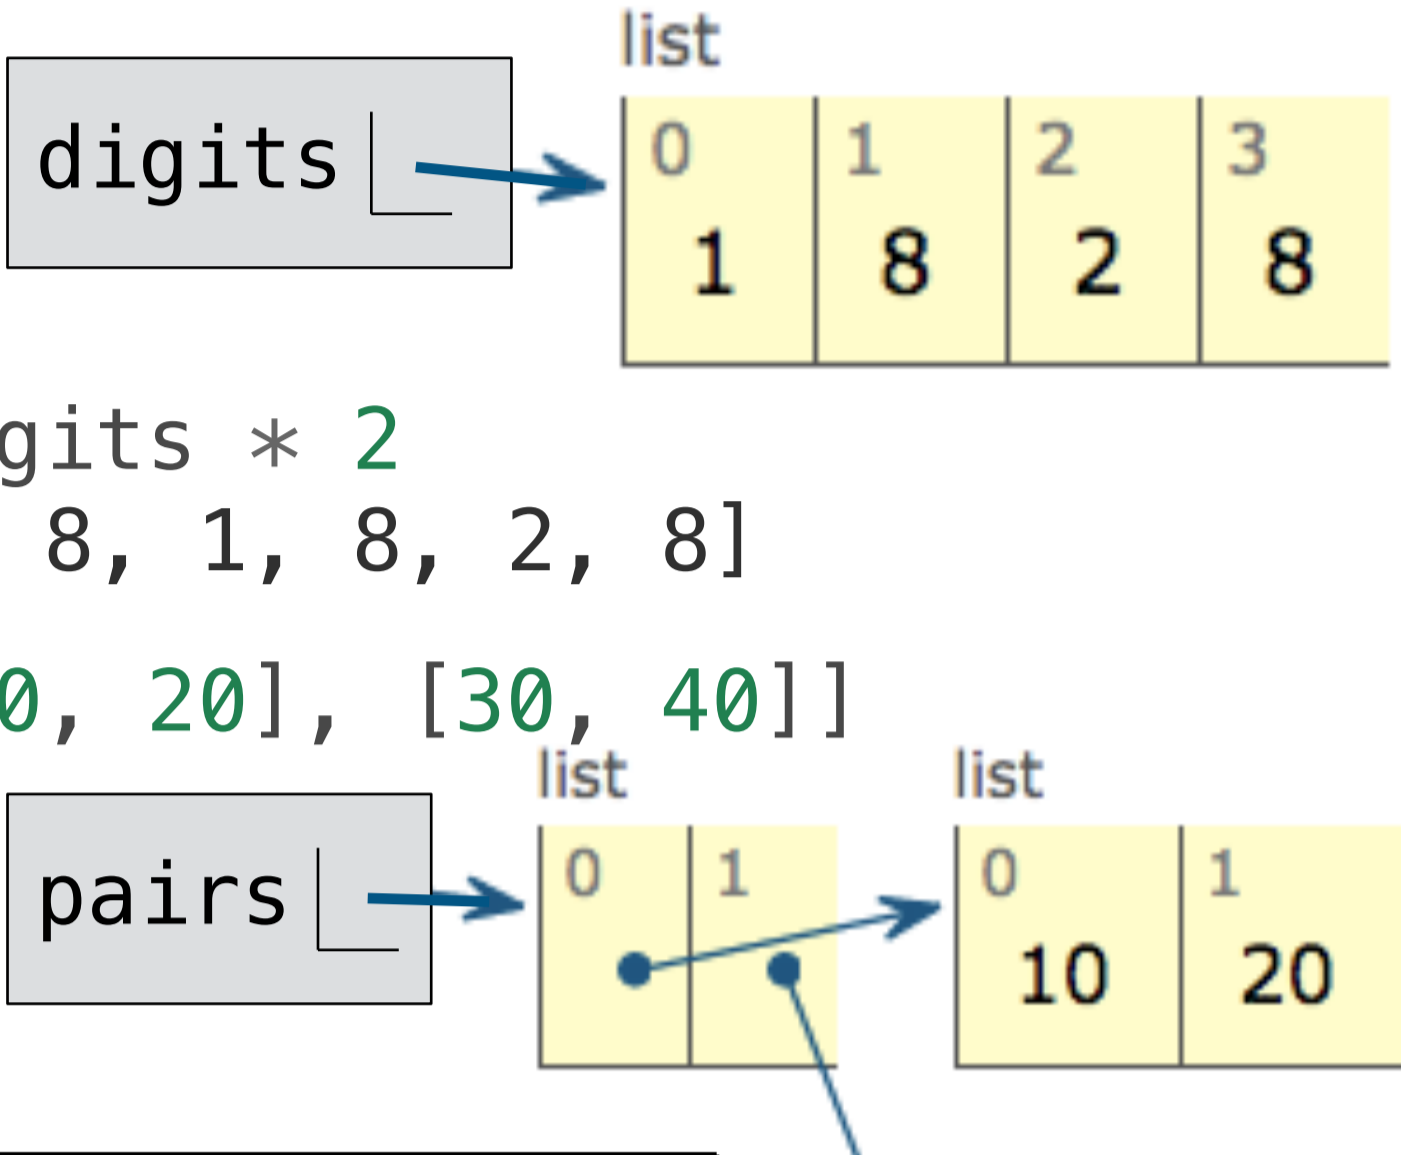 list
digits
0 1 2 3
1 8 2 8
gits * 2
8, 1, 8, 2, 8]
0, 20], [30, 40]]
list list
pairs
0 1 0 1
10 20